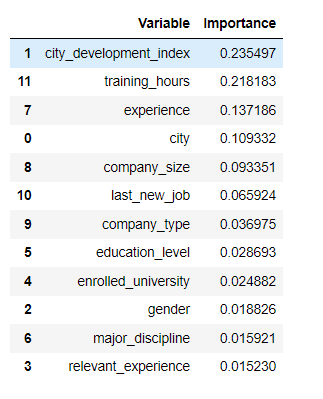 Variable Importance
1 city_development_index 0.235497
11 training_hours 0.218183
7 experience 0.137186
0 city 0.109332
8 company_size 0.093351
10 last_new_job 0.065924
9 company_type 0.036975
5 education_level 0.028693
4 enrolled_university 0.024882
2 gender 0.018826
6 major_discipline 0.015921
3 relevant_experience 0.015230